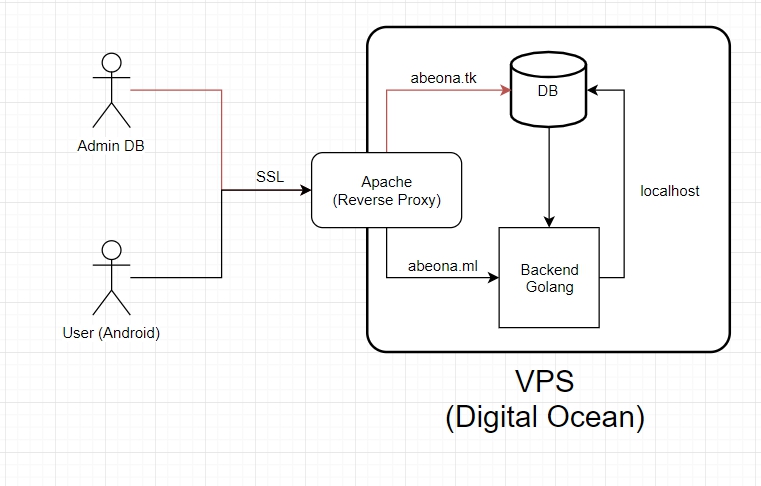 abeona.tk
DB
Admin DB
SSL
Apache
(Reverse Proxy)
localhost
abeona.ml
Backend
Golang
User (Android)
VPS
(Digital Ocean)